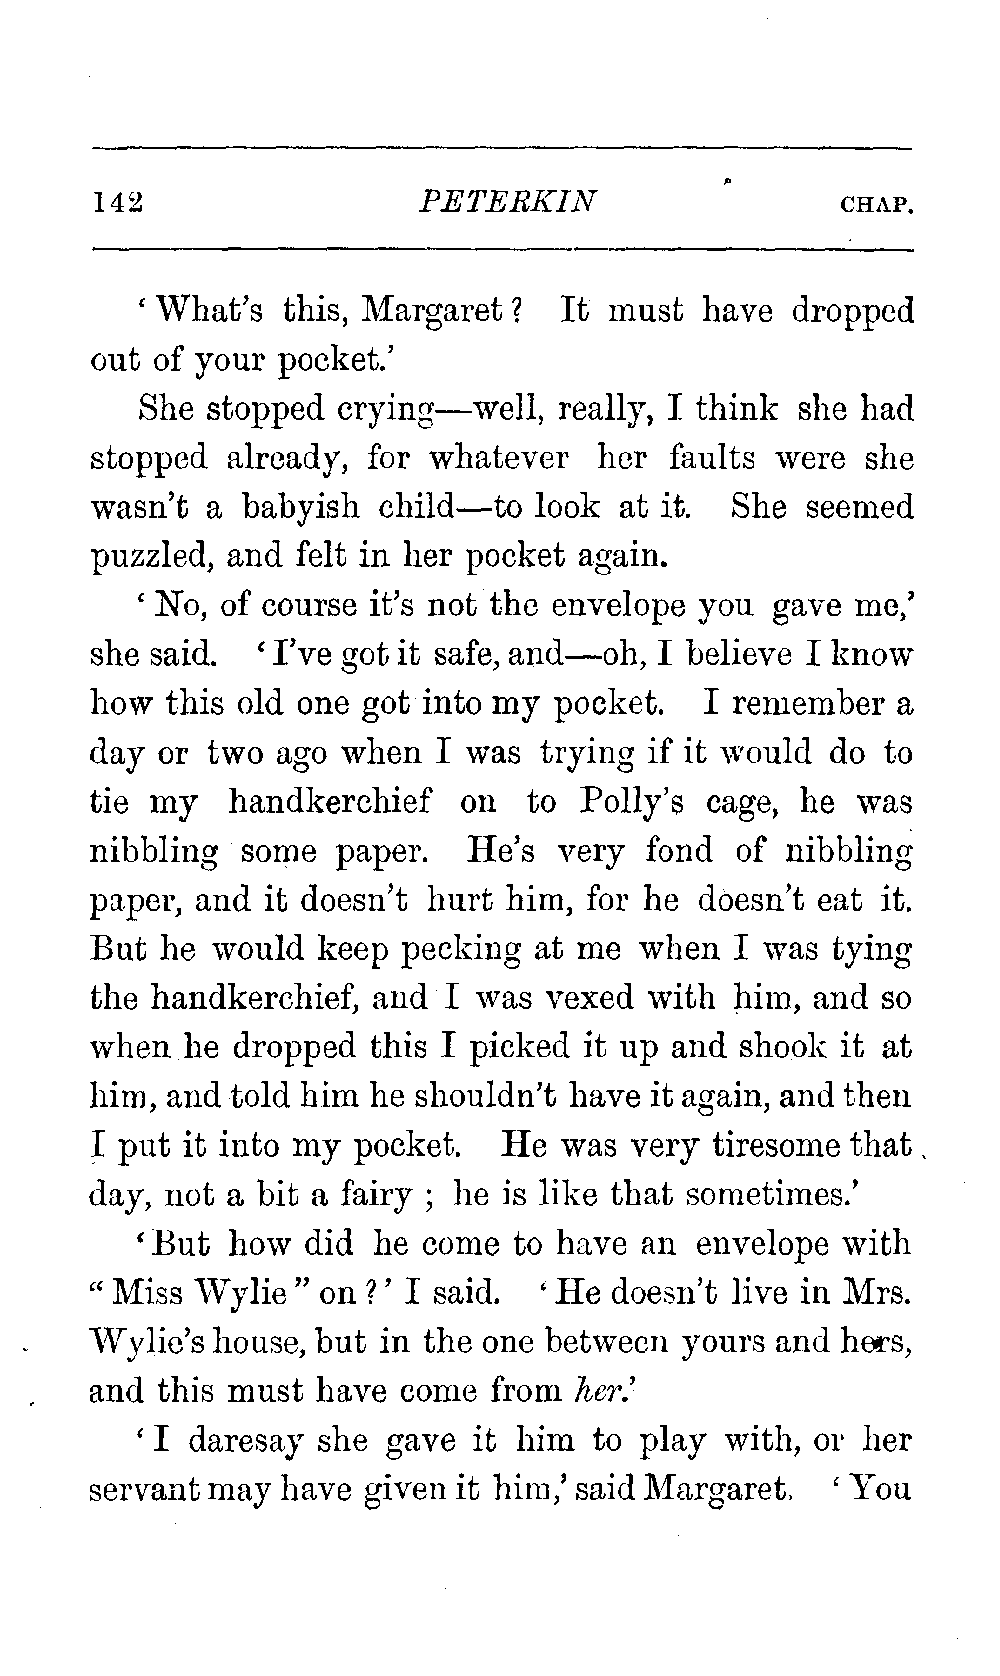 142 PETERKIN CHAP.
‘What’s this, Margaret? It must have dropped
out of your pocket.’
She stopped crying—well, really, I think she had
stopped already, for whatever her faults were she
wasn’t a babyish child—to look at it. She seemed
puzzled, and felt in her pocket again.
‘No, of course it’s not the envelope you gave me,’
she said. ‘I’ve got it safe, and—oh, I believe I know
how this old one got into my pocket. I remember a
day or two ago when I was trying if it would do to
tie my handkerchief on to Polly’s cage, he was
nibbling some paper. He’s very fond of nibbling
paper, and it doesn’t hurt him, for he doesn’t eat it.
But he would keep pecking at me when I was tying
the handkerchief, and I was vexed with him, and so
when he dropped this I picked it up and shook it at
him, and told him he shouldn’t have it again, and then
I put it into my pocket. He was very tiresome that
day, not a bit a fairy; he is like that sometimes.’
‘But how did he come to have an envelope with
“Miss Wylie” on?’ I said. ‘He doesn’t live in Mrs.
Wylie’s house, but in the one between yours and hers,
and this must have come from her.’
‘I daresay she gave it him to play with, or her
servant may have given it him,’ said Margaret. ‘You